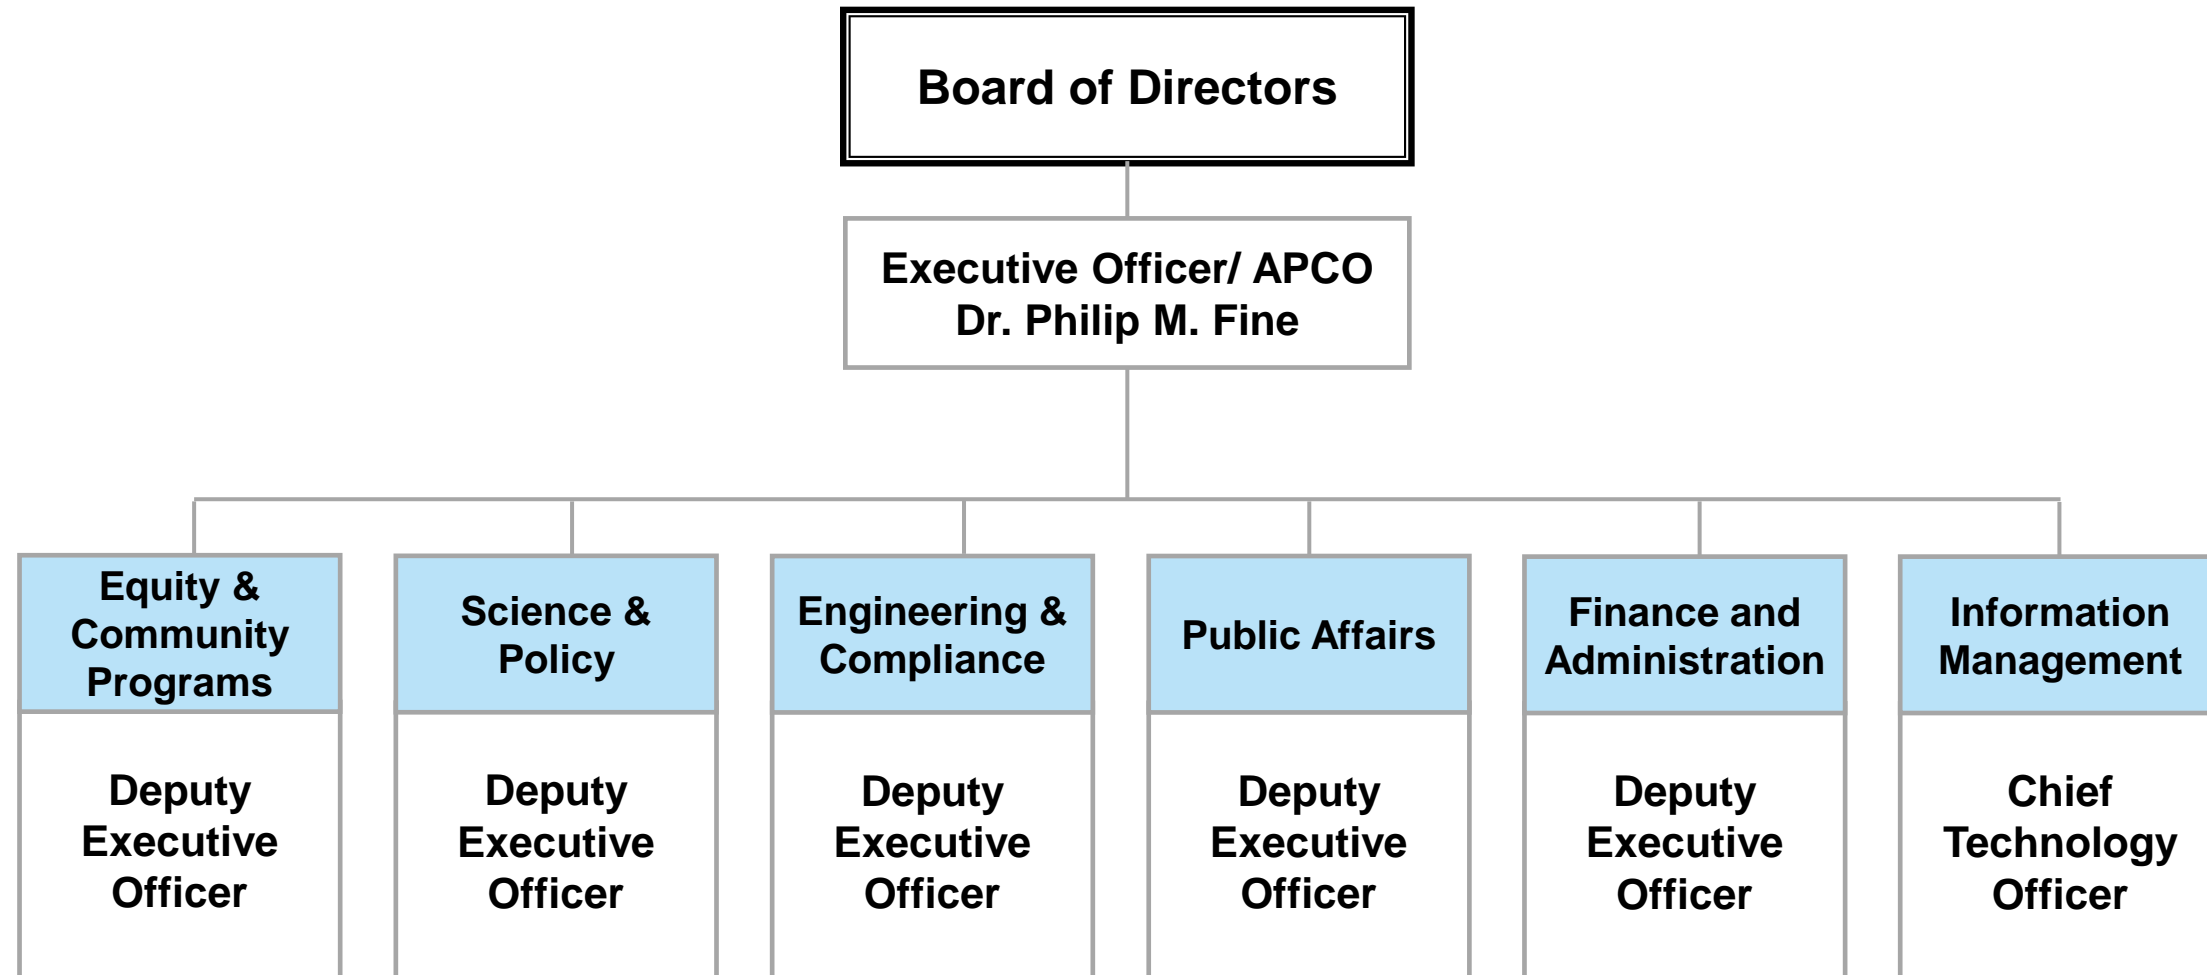 Board of Directors
Executive Officer/ APCO
Dr. Philip M. Fine
Equity &
Community
Programs
Deputy
Executive
Officer
Science &
Policy
Deputy
Executive
Officer
Engineering &
Compliance
Deputy
Executive
Officer
Public Affairs
Deputy
Executive
Officer
Finance and
Administration
Deputy
Executive
Officer
Information
Management
Chief
Technology
Officer